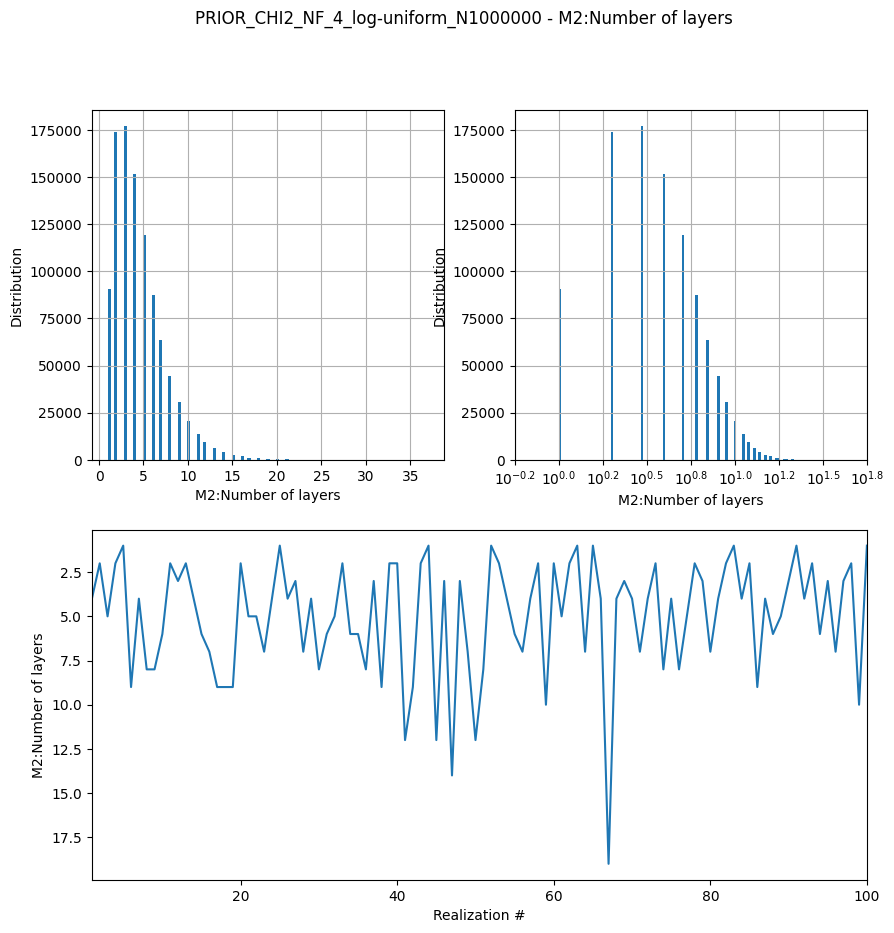 PRIOR_CHI2_NF_4_log-uniform_N1000000 - M2:Number of layers
175000
150000
125000
100000
75000
50000
25000
0
Distribution
0 5 10 15 20 25 30 35
M2:Number of layers
175000
150000
125000
100000
75000
50000
25000
0
Distribution
10^−0.2 10^0.0 10^0.2 10^0.5 10^0.8 10^1.0 10^1.2 10^1.5 10^1.8
M2:Number of layers
2.5
5.0
7.5
10.0
12.5
15.0
17.5
M2:Number of layers
20 40 60 80 100
Realization #